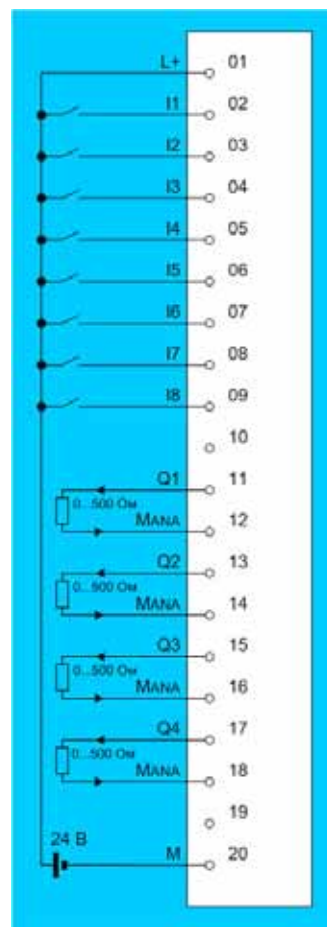 L+ 01
I1 02
I2 03
I3 04
I4 05
I5 06
I6 07
I7 08
I8 09
10
Q1 11
0...500 Ом
MANA 12
Q2 13
0...500 Ом
MANA 14
Q3 15
0...500 Ом
MANA 16
Q4 17
0...500 Ом
MANA 18
19
24 В
M 20